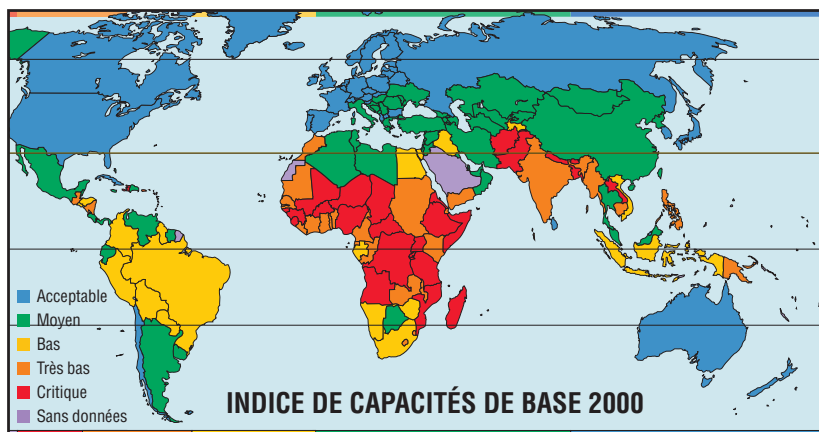 Acceptable
Moyen
Bas
Très bas
Critique
Sans données
INDICE DE CAPACITÉS DE BASE 2000